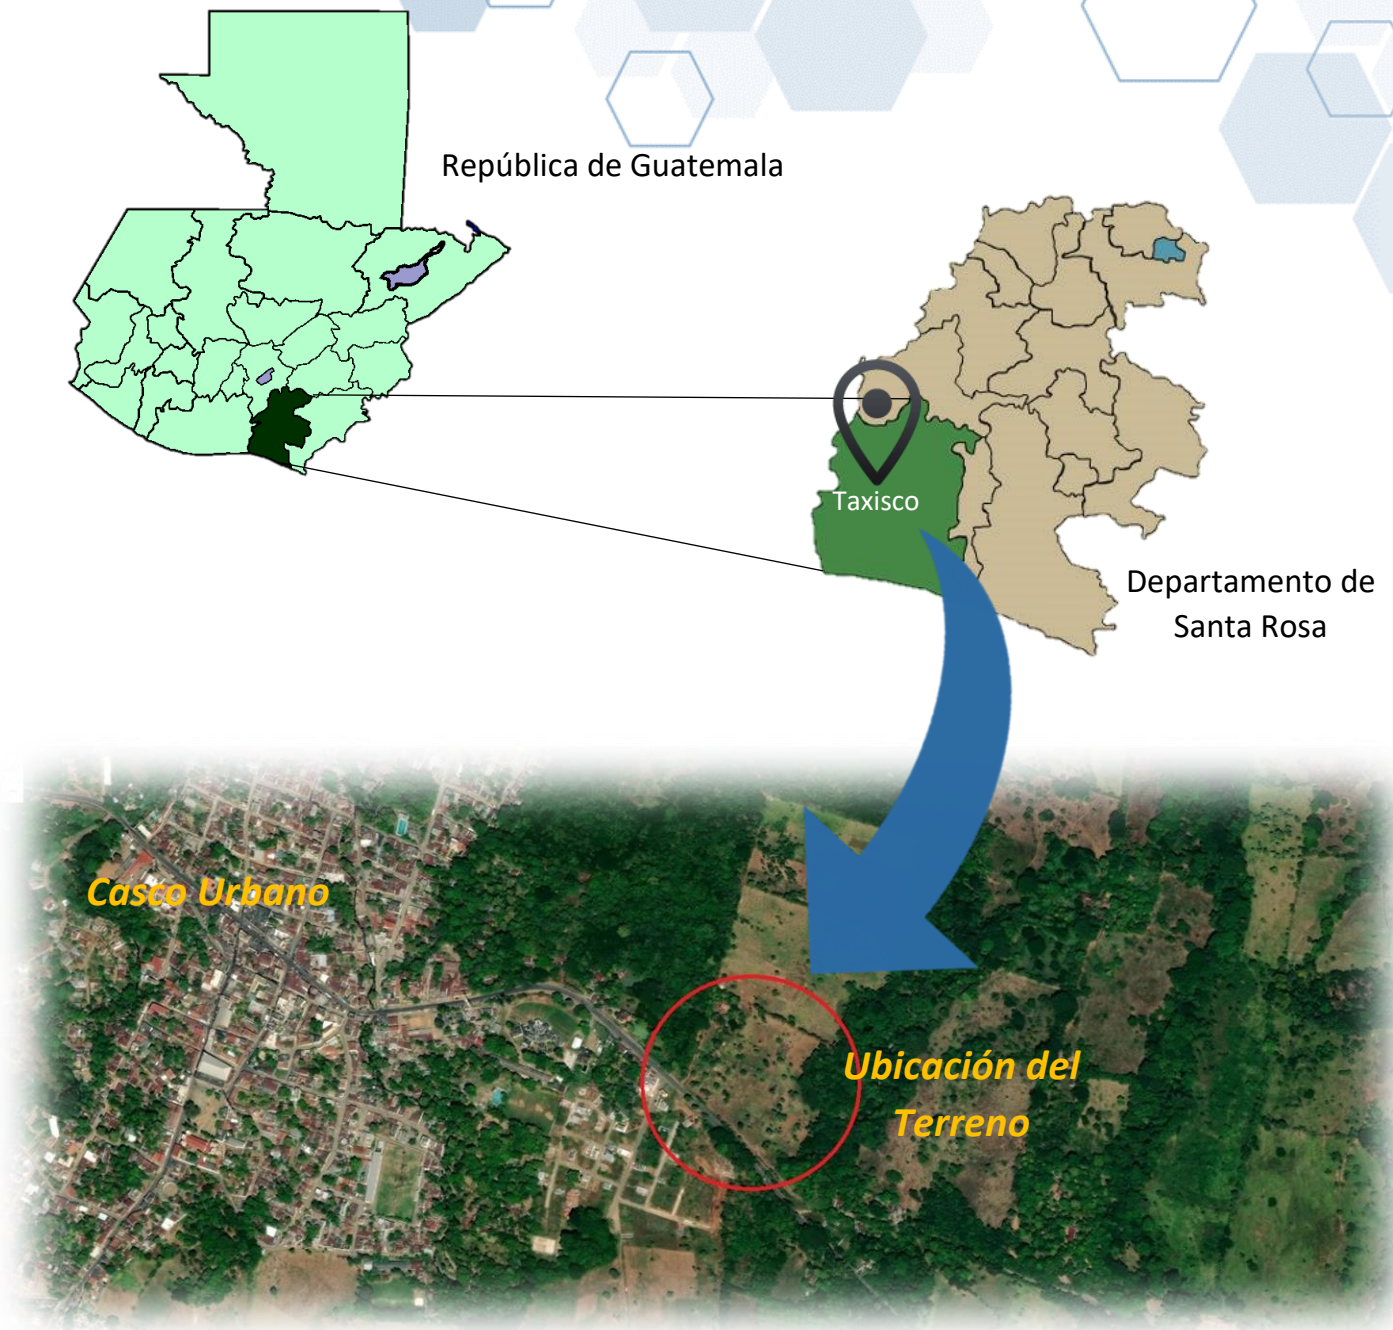 República de Guatemala
Taxisco
Departamento de
Santa Rosa
Casco Urbano
Ubicación del
Terreno